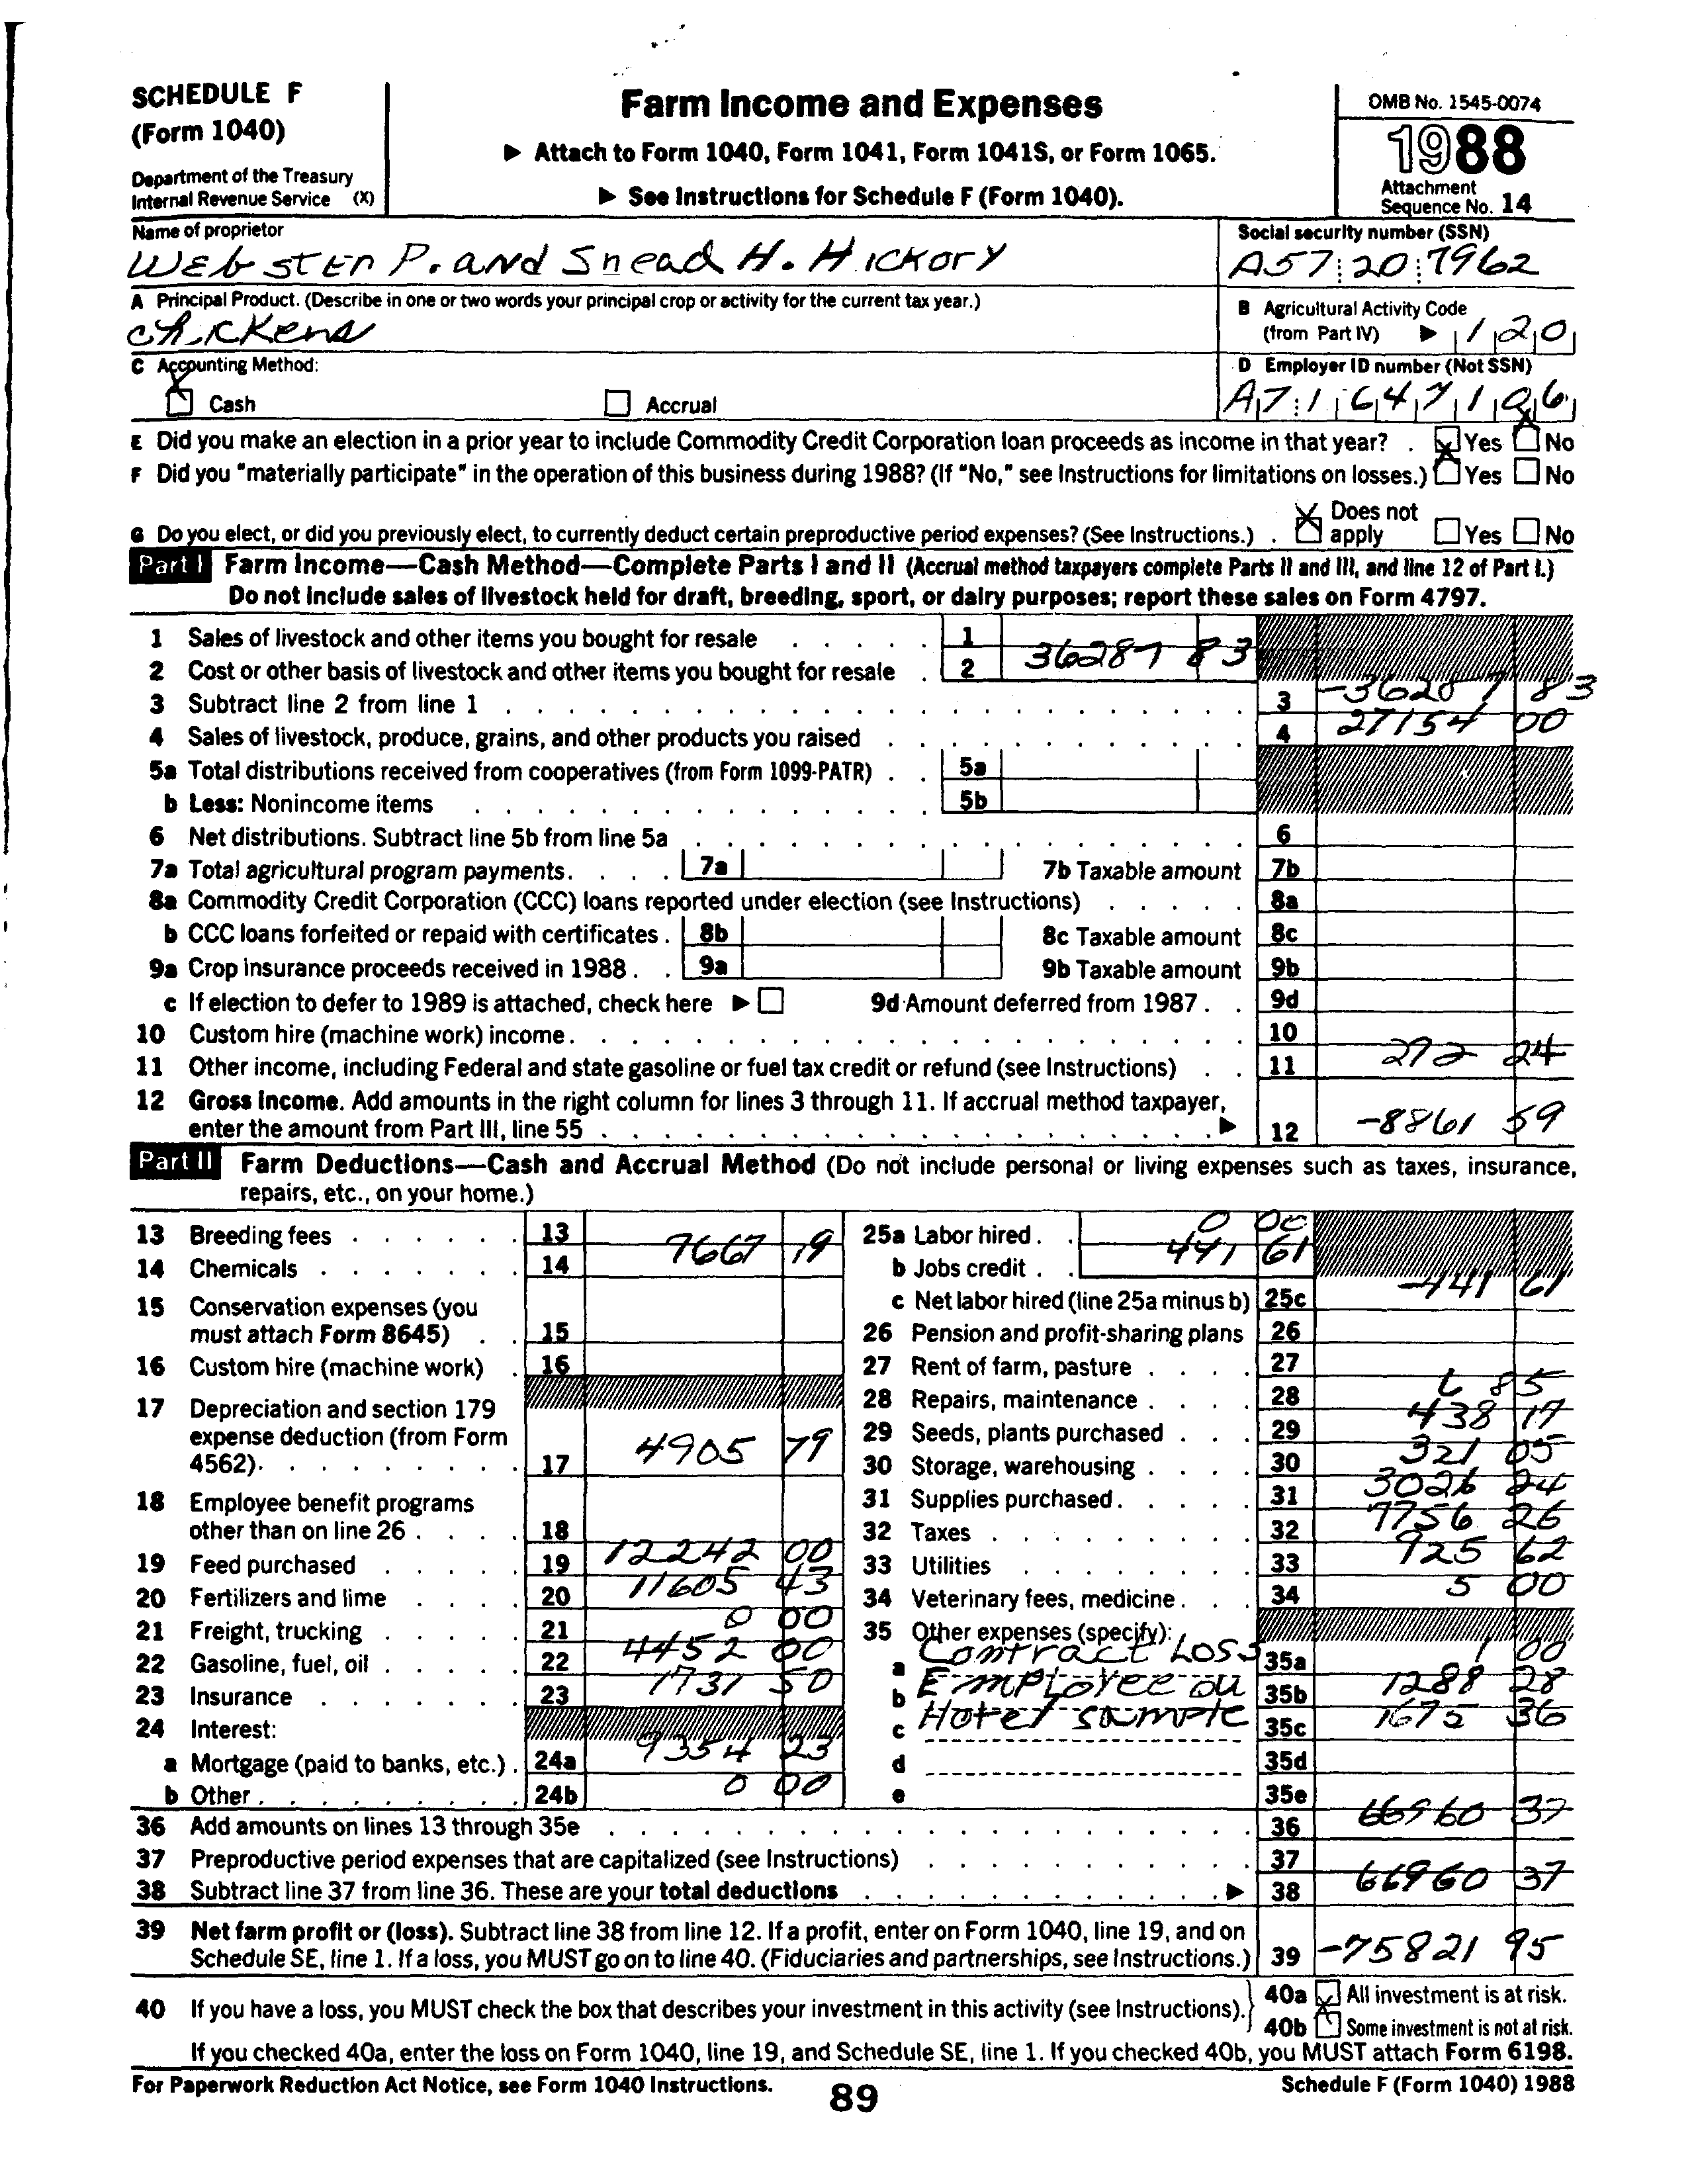 SCHEDULE F
(Form 1040)
Department of the Treasury
Internal Revenue Service (X)
Farm Income and Expenses
▶ Attach to Form 1040, Form 1041, Form 1041S, or Form 1065.
▶ See Instructions for Schedule F (Form 1040).
OMB No. 1545-0074
1988
Attachment
Sequence No. 14
Name of proprietor
Webster P. and Snead H. Hickory
Social security number (SSN)
A57:20:7962
A Principal Product. (Describe in one or two words your principal crop or activity for the current tax year.)
chickens
B Agricultural Activity Code
(from Part IV) ▶ 120
C Accounting Method:
Cash Accrual
D Employer ID number (Not SSN)
A71647106
E Did you make an election in a prior year to include Commodity Credit Corporation loan proceeds as income in that year? . Yes No
F Did you "materially participate" in the operation of this business during 1988? (If "No," see Instructions for limitations on losses.) Yes No
G Do you elect, or did you previously elect, to currently deduct certain preproductive period expenses? (See Instructions.) . Does not apply Yes No
Part I Farm Income—Cash Method—Complete Parts I and II (Accrual method taxpayers complete Parts II and III, and line 12 of Part I.)
Do not include sales of livestock held for draft, breeding, sport, or dairy purposes; report these sales on Form 4797.
1 Sales of livestock and other items you bought for resale 1
2 Cost or other basis of livestock and other items you bought for resale 2 36287 83
3 Subtract line 2 from line 1 3 -36287 83
4 Sales of livestock, produce, grains, and other products you raised 4 27154 00
5a Total distributions received from cooperatives (from Form 1099-PATR) 5a
b Less: Nonincome items 5b
6 Net distributions. Subtract line 5b from line 5a 6
7a Total agricultural program payments. 7a 7b Taxable amount 7b
8a Commodity Credit Corporation (CCC) loans reported under election (see Instructions) 8a
b CCC loans forfeited or repaid with certificates . 8b 8c Taxable amount 8c
9a Crop insurance proceeds received in 1988 . 9a 9b Taxable amount 9b
c If election to defer to 1989 is attached, check here ▶ 9d Amount deferred from 1987 . 9d
10 Custom hire (machine work) income. 10
11 Other income, including Federal and state gasoline or fuel tax credit or refund (see Instructions) 11 272 24
12 Gross income. Add amounts in the right column for lines 3 through 11. If accrual method taxpayer,
enter the amount from Part III, line 55 ▶ 12 -8861 59
Part II Farm Deductions—Cash and Accrual Method (Do not include personal or living expenses such as taxes, insurance,
repairs, etc., on your home.)
13 Breeding fees 13 7667 19
14 Chemicals 14
15 Conservation expenses (you
must attach Form 8645) 15
16 Custom hire (machine work) 16
17 Depreciation and section 179
expense deduction (from Form
4562). 17 4905 79
18 Employee benefit programs
other than on line 26 18
19 Feed purchased 19 12242 00
20 Fertilizers and lime 20 11605 43
21 Freight, trucking 21 0 00
22 Gasoline, fuel, oil 22 4452 00
23 Insurance 23 1731 50
24 Interest:
a Mortgage (paid to banks, etc.) . 24a 9354 23
b Other 24b 0 00
25a Labor hired . 0 00
b Jobs credit . 441 61
c Net labor hired (line 25a minus b) 25c -441 61
26 Pension and profit-sharing plans 26
27 Rent of farm, pasture 27
28 Repairs, maintenance 28 85
29 Seeds, plants purchased 29 438 17
30 Storage, warehousing 30 321 05
31 Supplies purchased 31 3026 24
32 Taxes 32 7756 26
33 Utilities 33 925 62
34 Veterinary fees, medicine 34 5 00
35 Other expenses (specify):
a Contract Loss 35a 1 00
b Employee ou 35b 1288 28
c Hotel sample 35c 1675 36
d 35d
e 35e
36 Add amounts on lines 13 through 35e 36 66960 37
37 Preproductive period expenses that are capitalized (see Instructions) 37
38 Subtract line 37 from line 36. These are your total deductions ▶ 38 66960 37
39 Net farm profit or (loss). Subtract line 38 from line 12. If a profit, enter on Form 1040, line 19, and on
Schedule SE, line 1. If a loss, you MUST go on to line 40. (Fiduciaries and partnerships, see Instructions.) 39 -75821 95
40 If you have a loss, you MUST check the box that describes your investment in this activity (see Instructions).
40a All investment is at risk.
40b Some investment is not at risk.
If you checked 40a, enter the loss on Form 1040, line 19, and Schedule SE, line 1. If you checked 40b, you MUST attach Form 6198.
For Paperwork Reduction Act Notice, see Form 1040 Instructions.
89
Schedule F (Form 1040) 1988